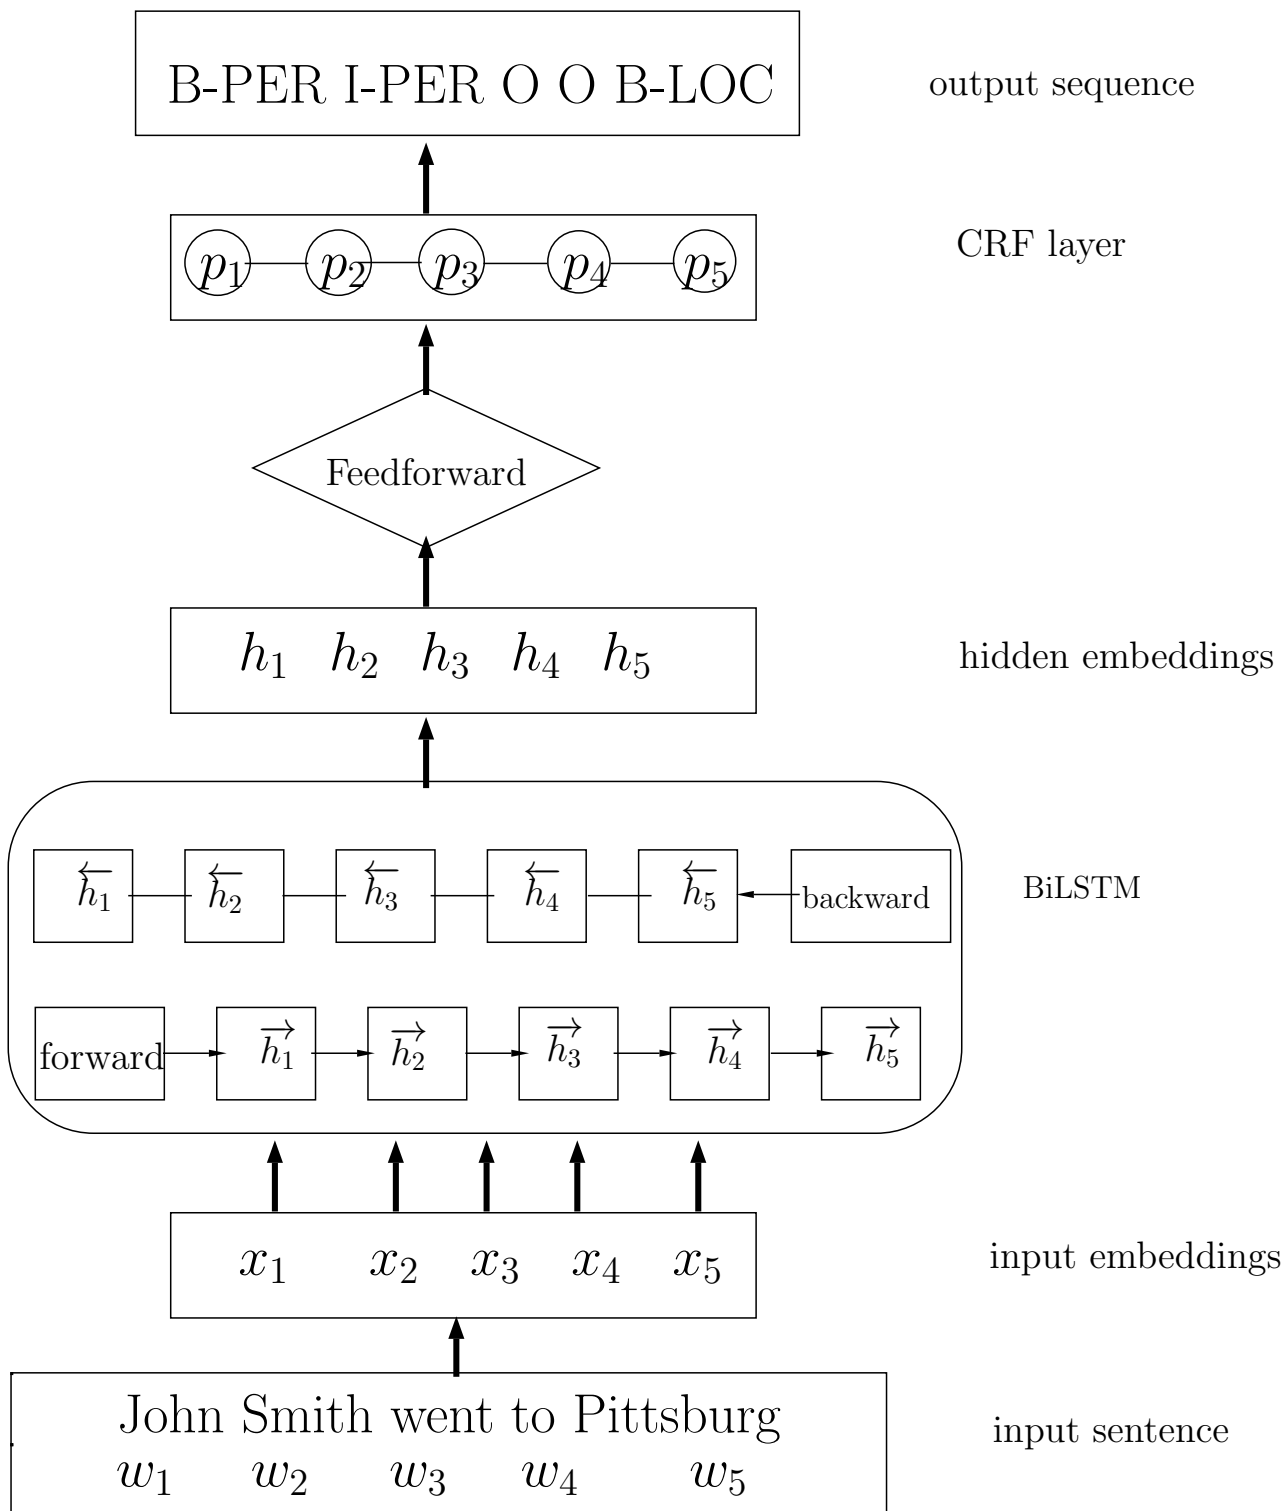 B-PER I-PER O O B-LOC output sequence
p₁ p₂ p₃ p₄ p₅ CRF layer
Feedforward
h₁ h₂ h₃ h₄ h₅ hidden embeddings
←h₁ ←h₂ ←h₃ ←h₄ ←h₅ backward BiLSTM
forward →h₁ →h₂ →h₃ →h₄ →h₅
x₁ x₂ x₃ x₄ x₅ input embeddings
John Smith went to Pittsburg input sentence
w₁ w₂ w₃ w₄ w₅